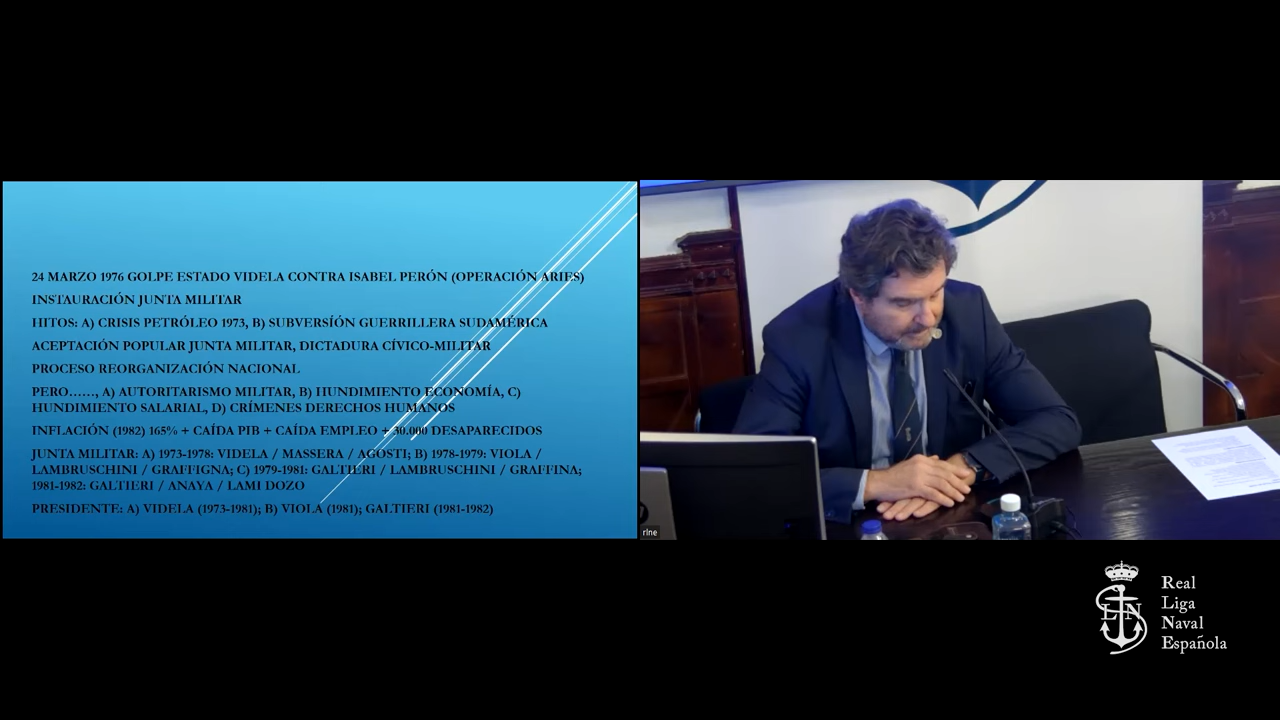 24 MARZO 1976 GOLPE ESTADO VIDELA CONTRA ISABEL PERÓN (OPERACIÓN ARIES)
INSTAURACIÓN JUNTA MILITAR
HITOS: A) CRISIS PETRÓLEO 1973, B) SUBVERSÍÓN GUERRILLERA SUDAMÉRICA
ACEPTACIÓN POPULAR JUNTA MILITAR, DICTADURA CÍVICO-MILITAR
PROCESO REORGANIZACIÓN NACIONAL
PERO......, A) AUTORITARISMO MILITAR, B) HUNDIMIENTO ECONOMÍA, C)
HUNDIMIENTO SALARIAL, D) CRÍMENES DERECHOS HUMANOS
INFLACIÓN (1982) 165% + CAÍDA PIB + CAÍDA EMPLEO + 30.000 DESAPARECIDOS
JUNTA MILITAR: A) 1973-1978: VIDELA / MASSERA / AGOSTI; B) 1978-1979: VIOLA /
LAMBRUSCHINI / GRAFFIGNA; C) 1979-1981: GALTIERI / LAMBRUSCHINI / GRAFFINA;
1981-1982: GALTIERI / ANAYA / LAMI DOZO
PRESIDENTE: A) VIDELA (1973-1981); B) VIOLA (1981); GALTIERI (1981-1982)
rlne
LN
Real
Liga
Naval
Española